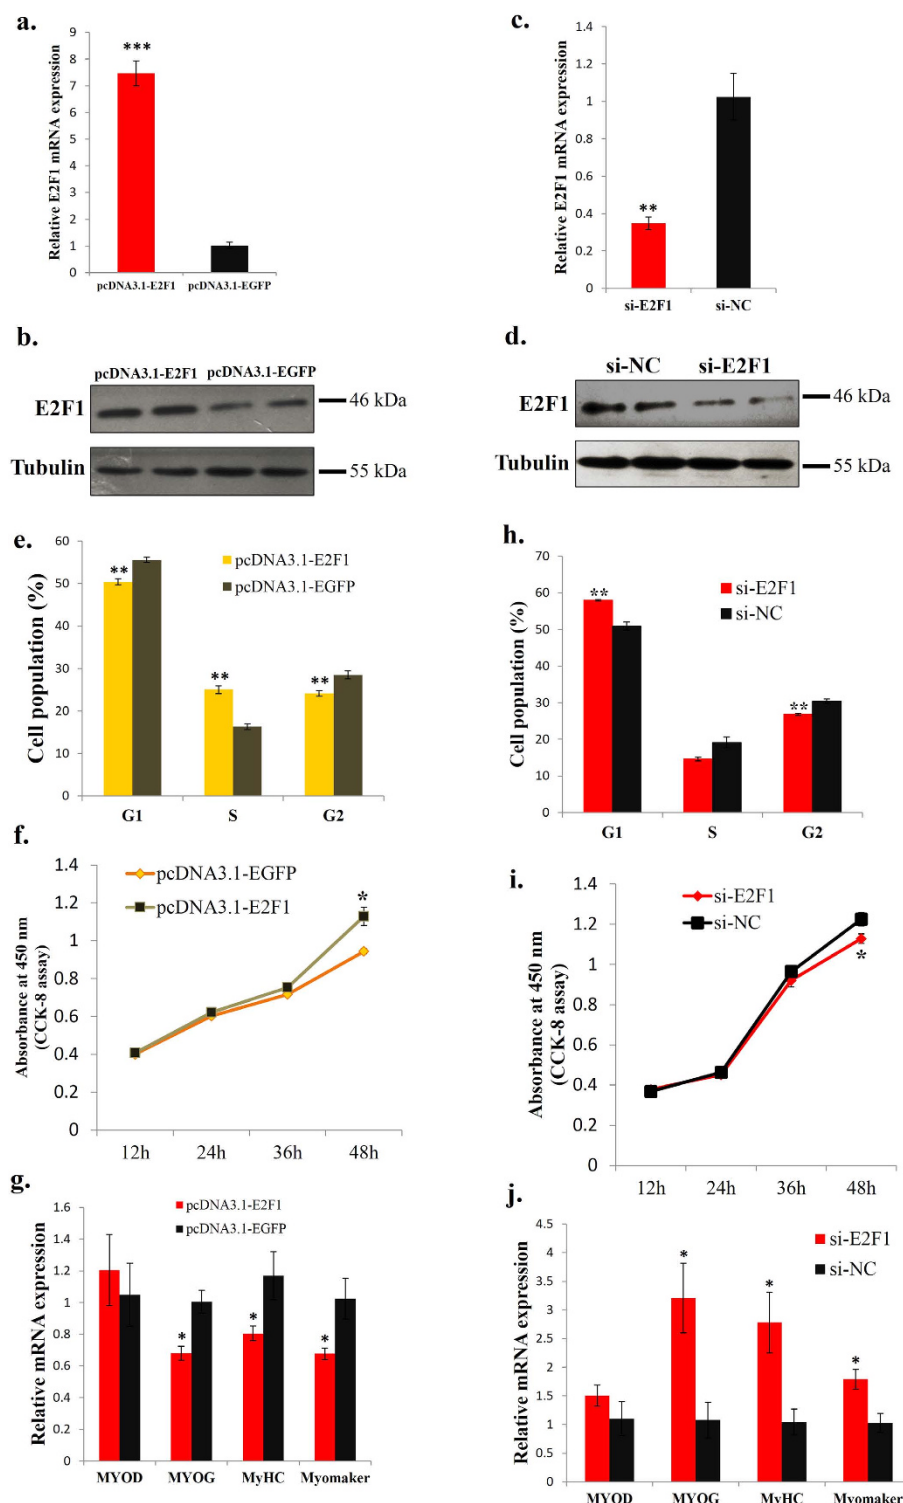 a.
Relative E2F1 mRNA expression
9
8
7
6
5
4
3
2
1
0
***
pcDNA3.1-E2F1 pcDNA3.1-EGFP
c.
Relative E2F1 mRNA expression
1.4
1.2
1
0.8
0.6
0.4
0.2
0
**
si-E2F1 si-NC
b.
pcDNA3.1-E2F1 pcDNA3.1-EGFP
E2F1
46 kDa
Tubulin
55 kDa
d.
si-NC si-E2F1
E2F1
46 kDa
Tubulin
55 kDa
e.
Cell population (%)
60
50
40
30
20
10
0
pcDNA3.1-E2F1
pcDNA3.1-EGFP
**
**
**
G1 S G2
h.
Cell population (%)
70
60
50
40
30
20
10
0
si-E2F1
si-NC
**
**
G1 S G2
f.
Absorbance at 450 nm
(CCK-8 assay)
1.4
1.2
1
0.8
0.6
0.4
0.2
0
pcDNA3.1-EGFP
pcDNA3.1-E2F1
*
12h 24h 36h 48h
i.
Absorbance at 450 nm
(CCK-8 assay)
1.4
1.2
1
0.8
0.6
0.4
0.2
0
si-E2F1
si-NC
*
12h 24h 36h 48h
g.
Relative mRNA expression
1.6
1.4
1.2
1
0.8
0.6
0.4
0.2
0
pcDNA3.1-E2F1
pcDNA3.1-EGFP
*
*
*
MYOD MYOG MyHC Myomaker
j.
Relative mRNA expression
4.5
4
3.5
3
2.5
2
1.5
1
0.5
0
si-E2F1
si-NC
*
*
*
MYOD MYOG MyHC Myomaker